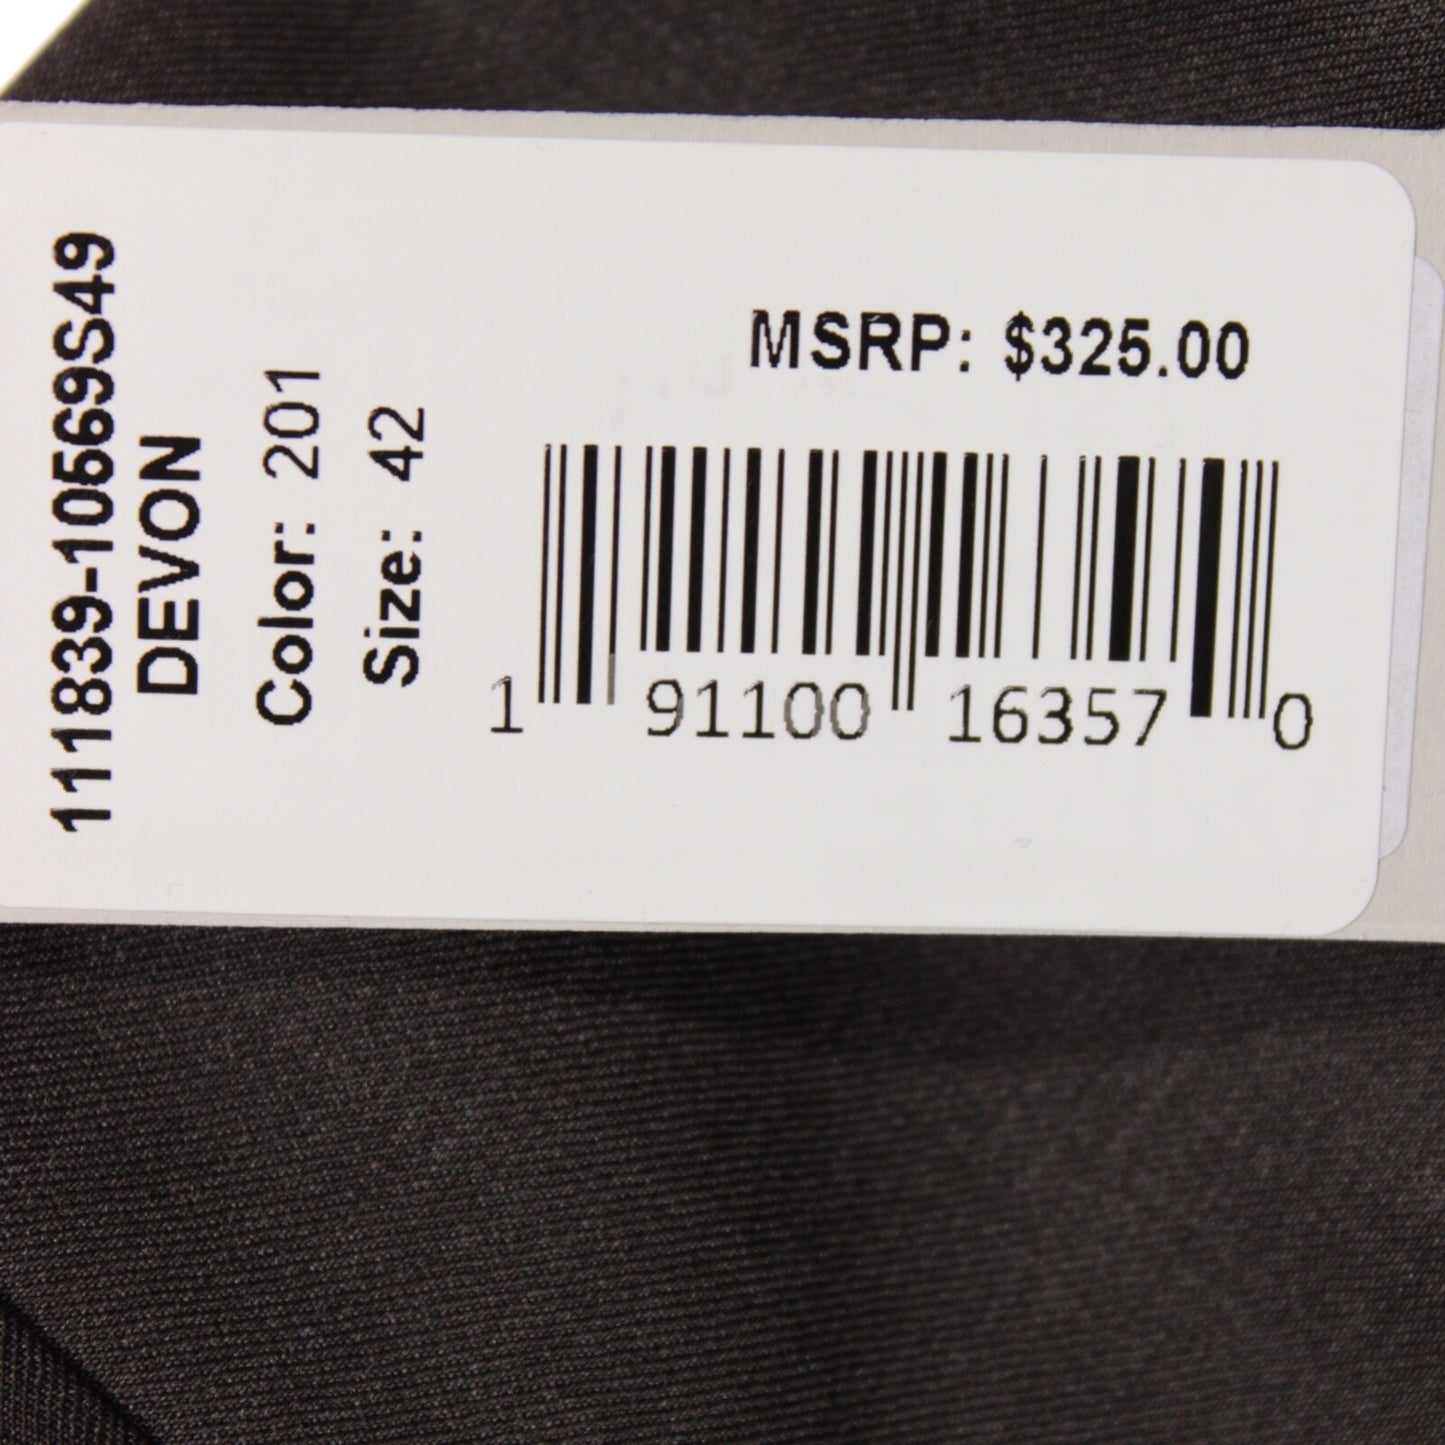 111839-10569S49
DEVON
Color: 201
Size: 42
MSRP: $325.00
1 91100 16357 0